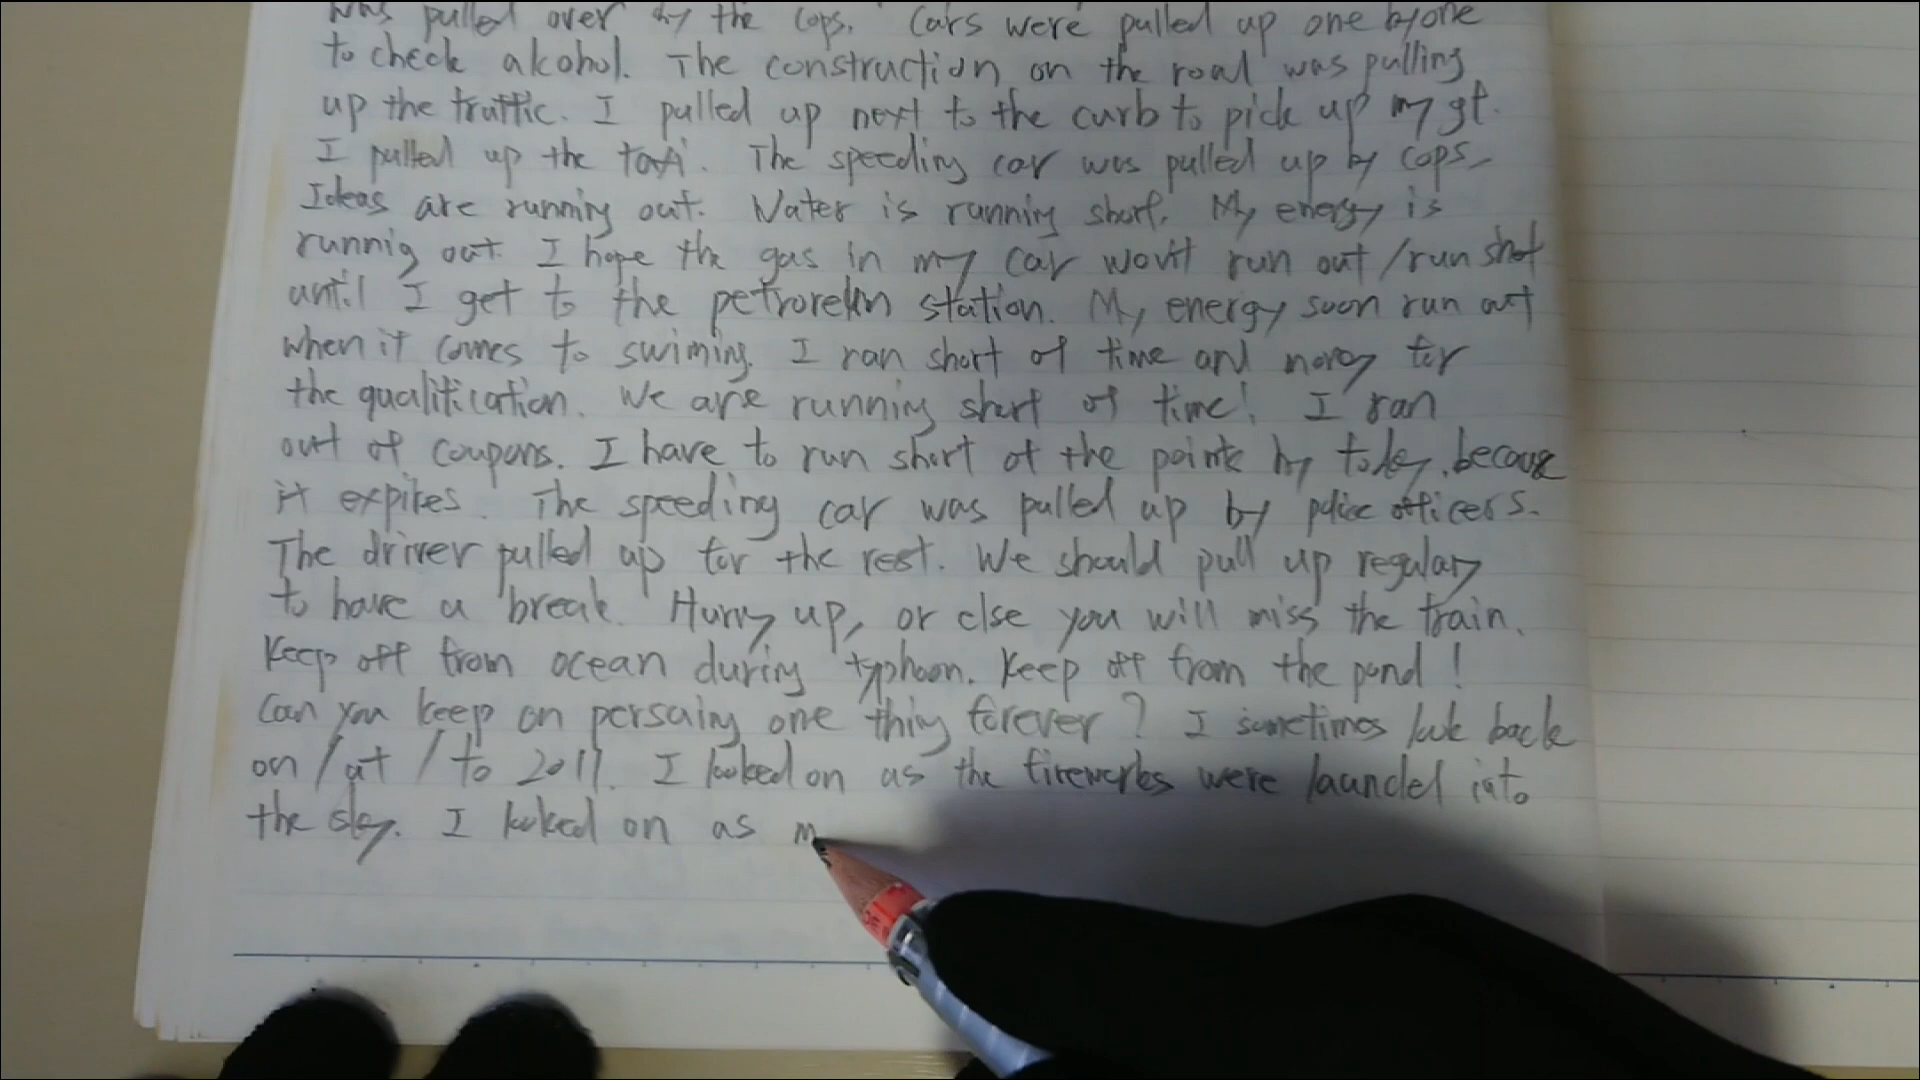 was pulled over by the cops. Cars were pulled up one by one
to check alkohol. The construction on the road was pulling
up the traffic. I pulled up next to the curb to pick up my gf.
I pulled up the taxi. The speeding car was pulled up by cops.
Ideas are running out. Water is running short. My energy is
runnig out. I hope the gas in my car won't run out / run shot
until I get to the station. My energy soon run out
when it comes to swiming. I ran short of time and money for
the qualification. We are running short of time! I ran
out of coupons. I have to run short of the points by today, because
it expires. The speeding car was pulled up by police officers.
The driver pulled up for the rest. We should pull up regulary
to have a break. Hurry up, or else you will miss the train.
Keep off from ocean during typhoon. Keep off from the pond!
Can you keep on persuing one thing forever? I sometimes look back
on / at / to 2011. I looked on as the fireworks were launched into
the sky. I looked on as m